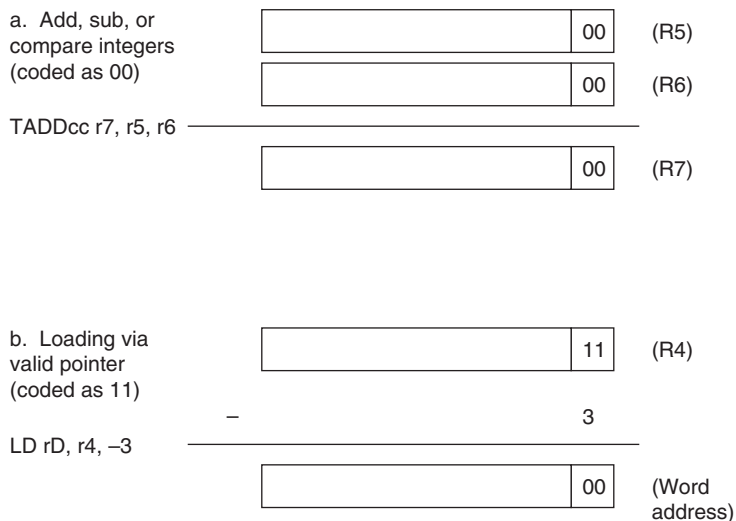 a. Add, sub, or
compare integers
(coded as 00)
00 (R5)
00 (R6)
TADDcc r7, r5, r6
00 (R7)
b. Loading via
valid pointer
(coded as 11)
11 (R4)
– 3
LD rD, r4, –3
00 (Word
address)